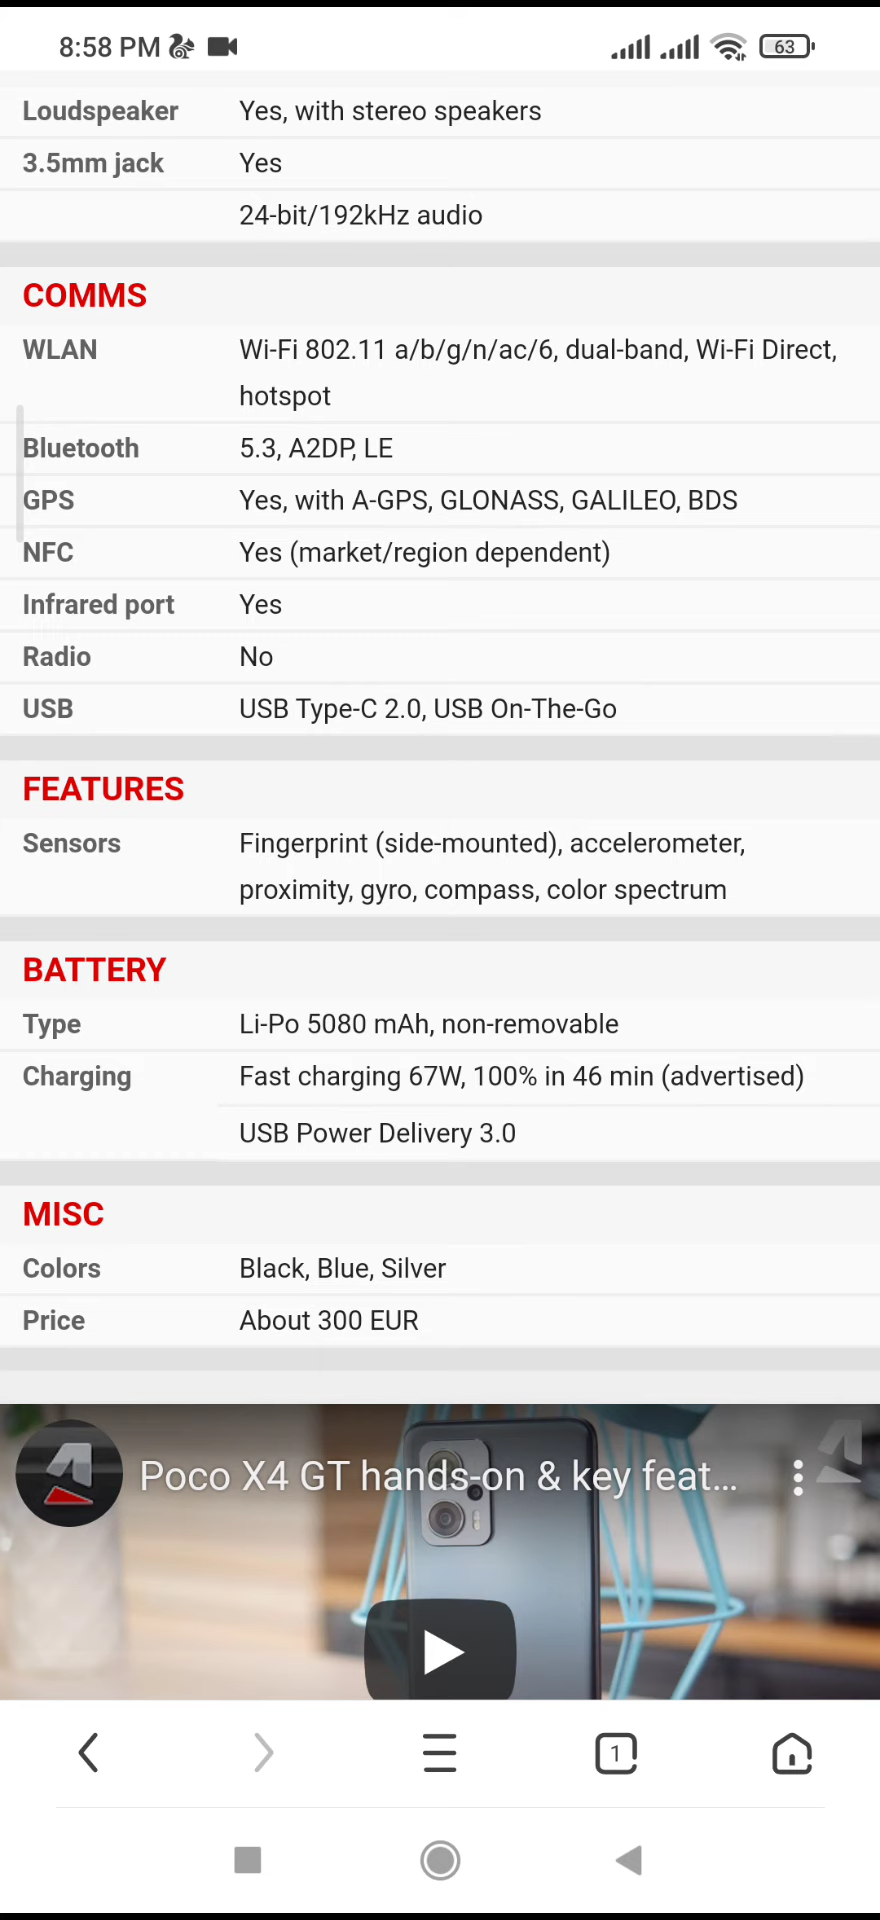 8:58 PM 63
Loudspeaker Yes, with stereo speakers
3.5mm jack Yes
24-bit/192kHz audio
COMMS
WLAN Wi-Fi 802.11 a/b/g/n/ac/6, dual-band, Wi-Fi Direct,
hotspot
Bluetooth 5.3, A2DP, LE
GPS Yes, with A-GPS, GLONASS, GALILEO, BDS
NFC Yes (market/region dependent)
Infrared port Yes
Radio No
USB USB Type-C 2.0, USB On-The-Go
FEATURES
Sensors Fingerprint (side-mounted), accelerometer,
proximity, gyro, compass, color spectrum
BATTERY
Type Li-Po 5080 mAh, non-removable
Charging Fast charging 67W, 100% in 46 min (advertised)
USB Power Delivery 3.0
MISC
Colors Black, Blue, Silver
Price About 300 EUR
Poco X4 GT hands-on & key feat...
1